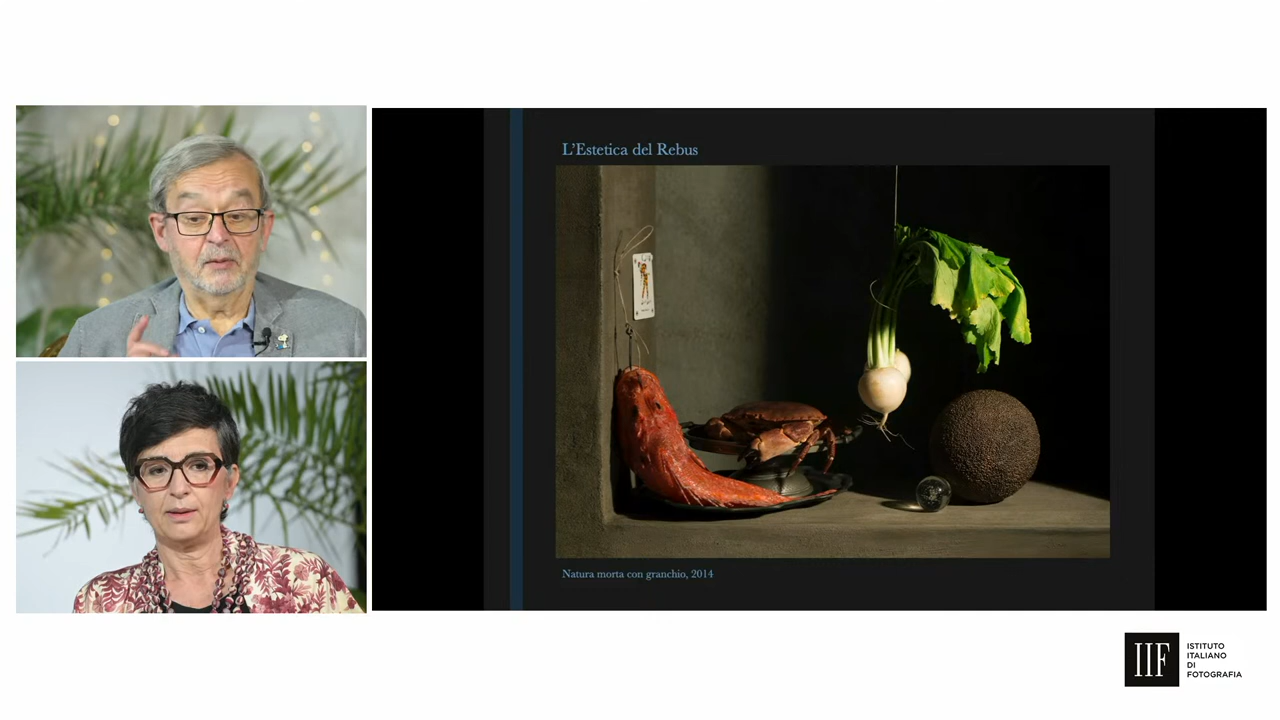 L'Estetica del Rebus
Natura morta con granchio, 2014
IIF
ISTITUTO
ITALIANO
DI
FOTOGRAFIA